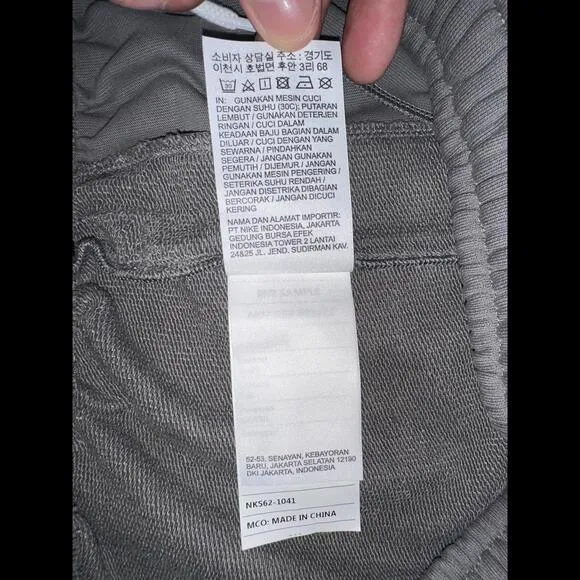 소비자 상담실 주소 : 경기도
이천시 호법면 후안 3리 68
30
IN: GUNAKAN MESIN CUCI
DENGAN SUHU (30C); PUTARAN
LEMBUT / GUNAKAN DETERJEN
RINGAN / CUCI DALAM
KEADAAN BAJU BAGIAN DALAM
DILUAR / CUCI DENGAN YANG
SEWARNA / PINDAHKAN
SEGERA / JANGAN GUNAKAN
PEMUTIH / DIJEMUR / JANGAN
GUNAKAN MESIN PENGERING /
SETERIKA SUHU RENDAH /
JANGAN DISETRIKA DIBAGIAN
BERCORAK / JANGAN DICUCI
KERING
NAMA DAN ALAMAT IMPORTIR:
PT NIKE INDONESIA, JAKARTA
GEDUNG BURSA EFEK
INDONESIA TOWER 2 LANTAI
24&25 JL. JEND. SUDIRMAN KAV.
52-53, SENAYAN, KEBAYORAN
BARU, JAKARTA SELATAN 12190
DKI JAKARTA, INDONESIA
NKS62-1041
MCO: MADE IN CHINA